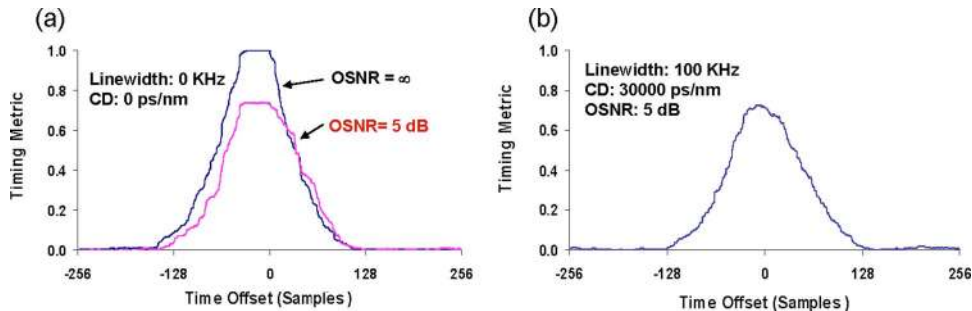 (a)
1.0
0.8
0.6
0.4
0.2
0.0
Timing Metric
Linewidth: 0 KHz
CD: 0 ps/nm
OSNR = ∞
OSNR= 5 dB
-256
-128
0
128
256
Time Offset (Samples )
(b)
1.0
0.8
0.6
0.4
0.2
0.0
Timing Metric
Linewidth: 100 KHz
CD: 30000 ps/nm
OSNR: 5 dB
-256
-128
0
128
256
Time Offset (Samples )